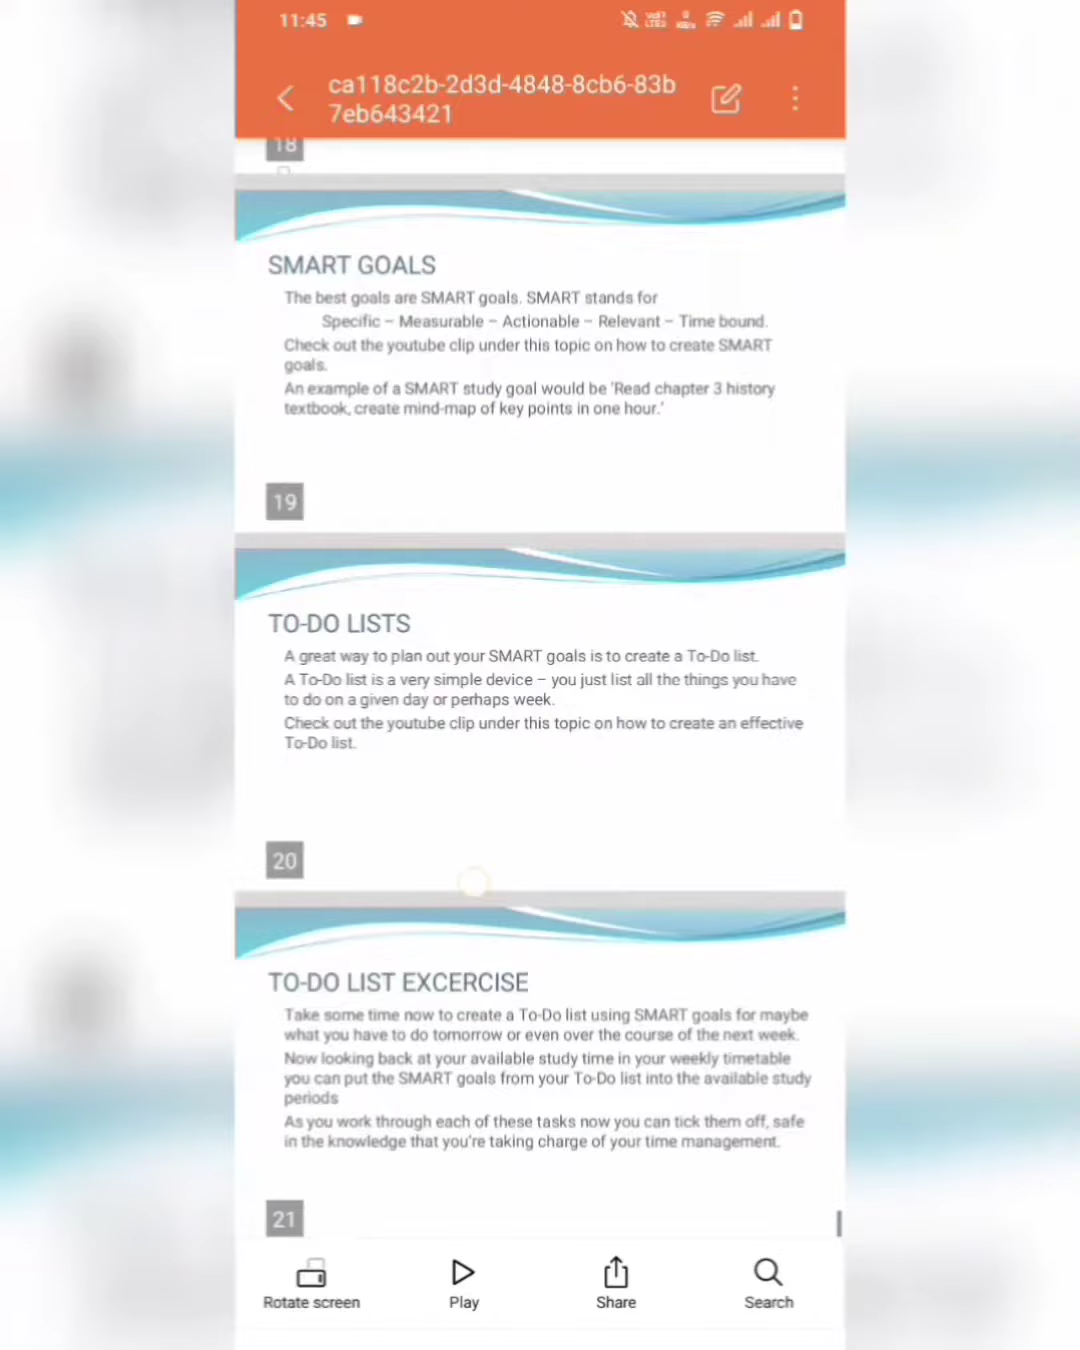 11:45
ca118c2b-2d3d-4848-8cb6-83b
7eb643421
18
SMART GOALS
The best goals are SMART goals. SMART stands for
Specific – Measurable – Actionable – Relevant – Time bound.
Check out the youtube clip under this topic on how to create SMART
goals.
An example of a SMART study goal would be 'Read chapter 3 history
textbook, create mind-map of key points in one hour.'
19
TO-DO LISTS
A great way to plan out your SMART goals is to create a To-Do list.
A To-Do list is a very simple device – you just list all the things you have
to do on a given day or perhaps week.
Check out the youtube clip under this topic on how to create an effective
To-Do list.
20
TO-DO LIST EXCERCISE
Take some time now to create a To-Do list using SMART goals for maybe
what you have to do tomorrow or even over the course of the next week.
Now looking back at your available study time in your weekly timetable
you can put the SMART goals from your To-Do list into the available study
periods
As you work through each of these tasks now you can tick them off, safe
in the knowledge that you're taking charge of your time management.
21
Rotate screen
Play
Share
Search